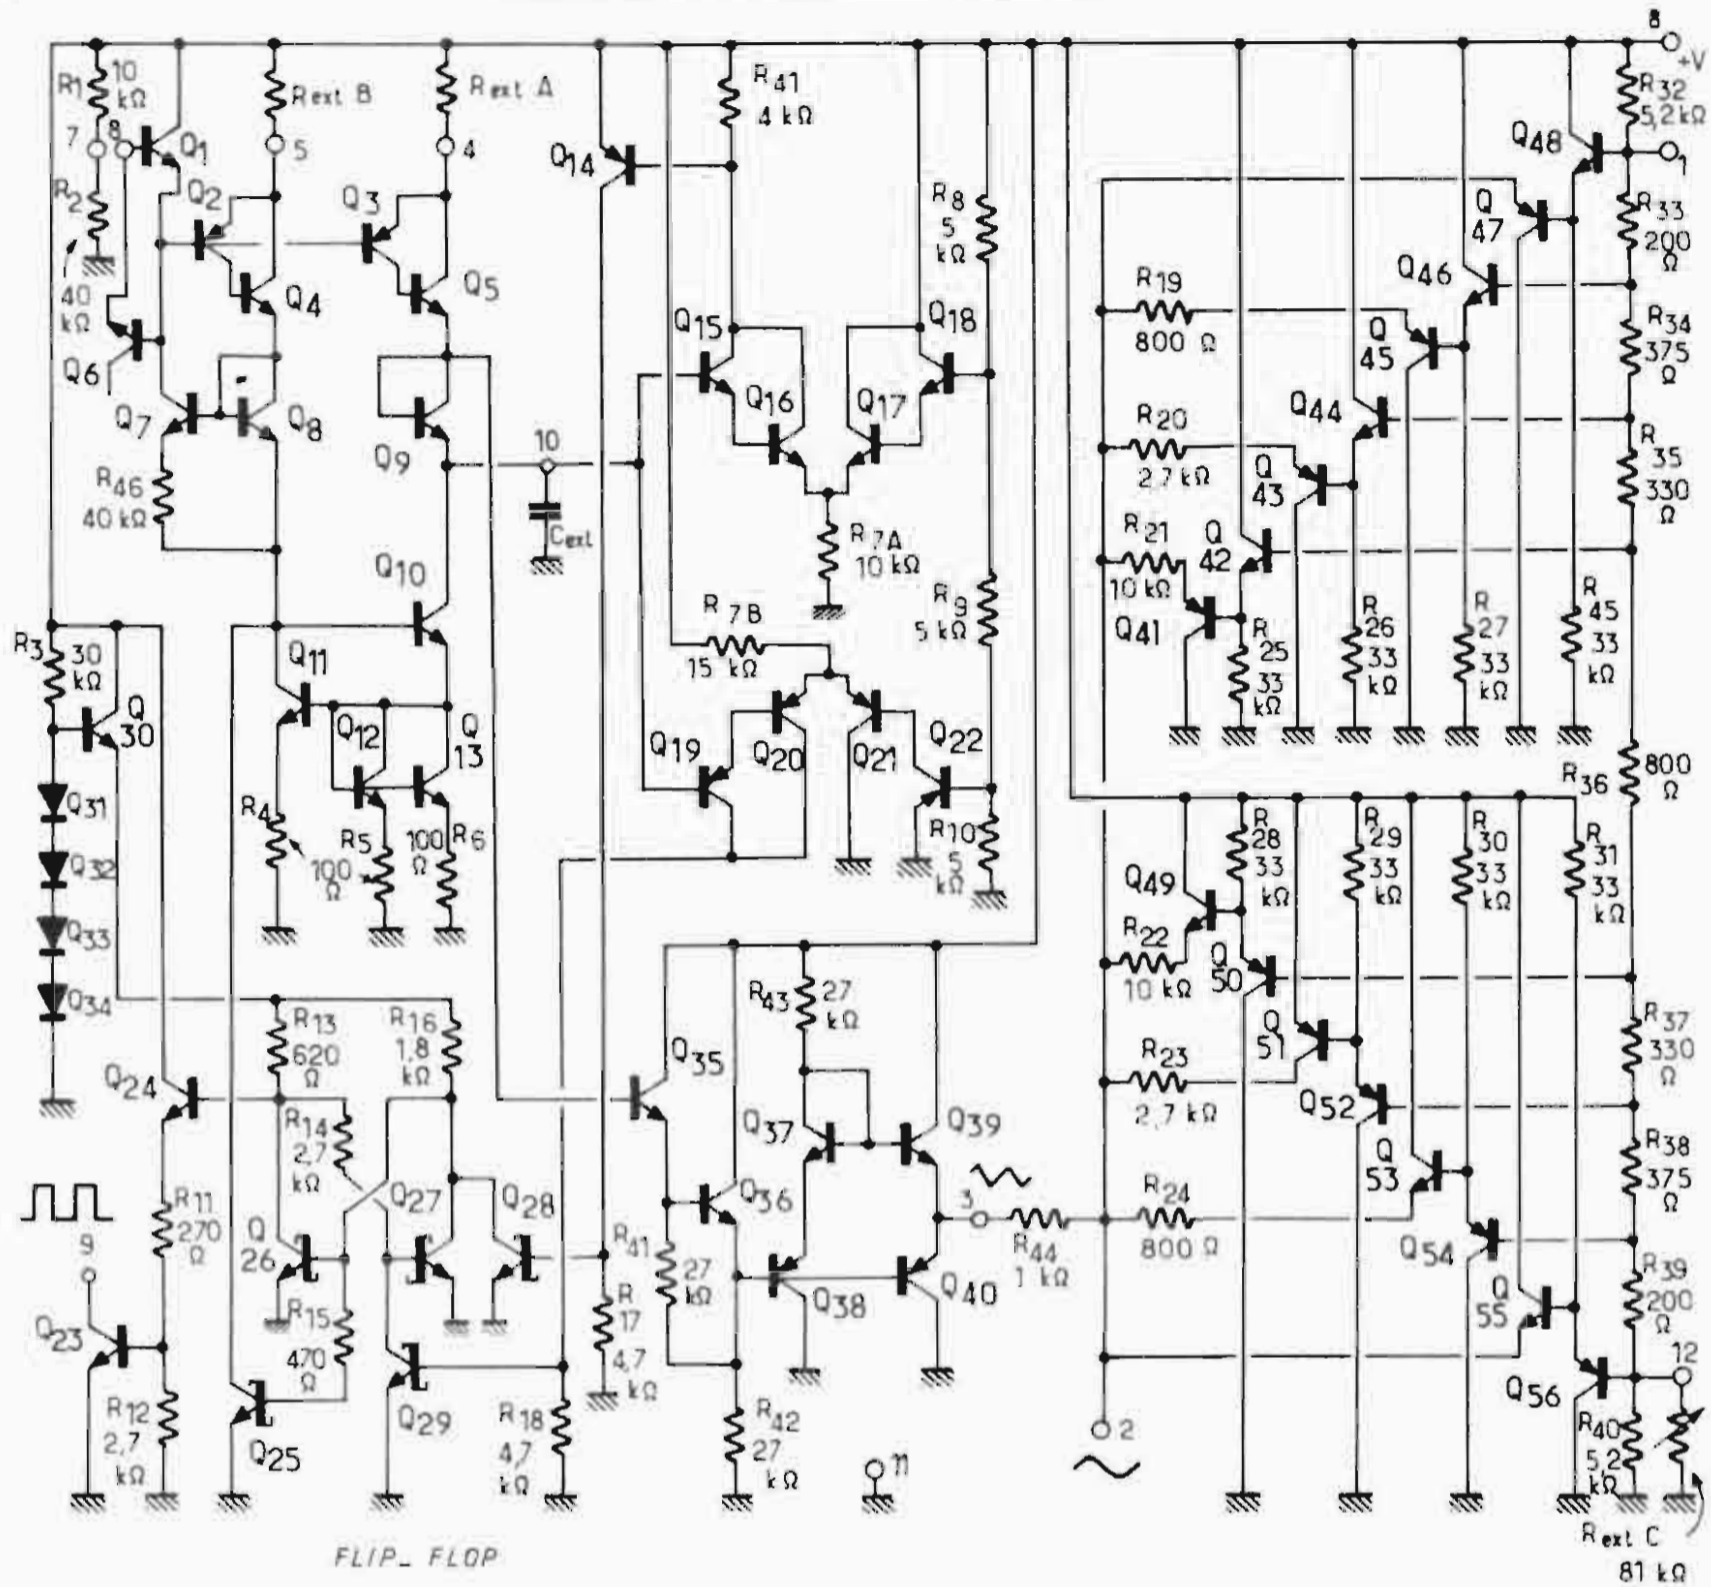 8
+V
R1 10 kΩ
Rext B
Rext A
R41 4 kΩ
R32 5,2kΩ
7
8
Q1
5
4
Q14
Q48
1
R2
Q2
Q3
R8 5 kΩ
Q 47
R33 200 Ω
40 kΩ
Q4
Q5
R19 800 Ω
Q46
Q6
Q15
Q18
Q 45
R34 375 Ω
Q7
Q8
Q9
Q16
Q17
R20 2,7 kΩ
Q44
R 35 330 Ω
R46 40 kΩ
10
Cext
Q 43
R7A 10 kΩ
R21 10 kΩ
Q 42
Q10
R9 5 kΩ
R3 30 kΩ
R7B 15 kΩ
Q41
R 25 33 kΩ
R 26 33 kΩ
R 27 33 kΩ
R 45 33 kΩ
Q11
Q 30
Q12
Q 13
Q19
Q20
Q21
Q22
R36 800 Ω
Q31
R4
100 Ω
R5
100 Ω
R6
R10 5 kΩ
R 28 33 kΩ
R 29 33 kΩ
R 30 33 kΩ
R 31 33 kΩ
Q32
Q49
Q33
R22 10 kΩ
Q 50
Q34
R13 620 Ω
R16 1,8 kΩ
R43 27 kΩ
Q 51
R37 330 Ω
Q24
Q35
R23 2,7 kΩ
Q52
R14 2,7 kΩ
Q37
Q39
Q 53
R38 375 Ω
R11 270 Ω
Q27
Q28
Q36
3
R24 800 Ω
9
Q 26
R41 27 kΩ
R44 1 kΩ
Q54
R39 200 Ω
R15 470 Ω
R 17 4,7 kΩ
Q38
Q40
Q 55
Q23
12
R12 2,7 kΩ
Q29
R18 4,7 kΩ
R42 27 kΩ
Q56
R40 5,2 kΩ
Q25
11
2
Rext C
81 kΩ
FLIP_ FLOP